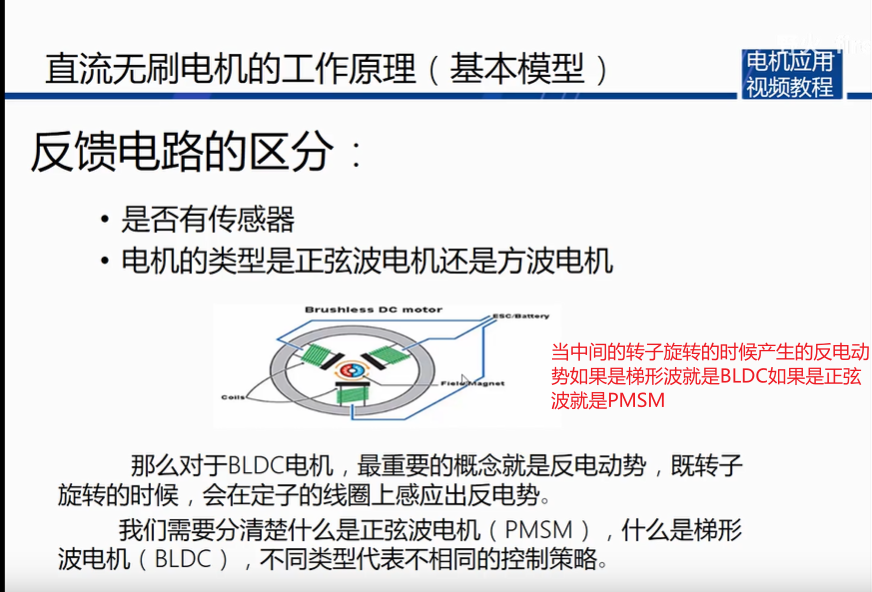 直流无刷电机的工作原理（基本模型）
电机应用
视频教程
反馈电路的区分：
• 是否有传感器
• 电机的类型是正弦波电机还是方波电机
Brushless DC motor
ESC/Battery
Field Magnet
Coils
当中间的转子旋转的时候产生的反电动
势如果是梯形波就是BLDC如果是正弦
波就是PMSM
那么对于BLDC电机，最重要的概念就是反电动势，既转子
旋转的时候，会在定子的线圈上感应出反电势。
我们需要分清楚什么是正弦波电机（PMSM），什么是梯形
波电机（BLDC），不同类型代表不相同的控制策略。